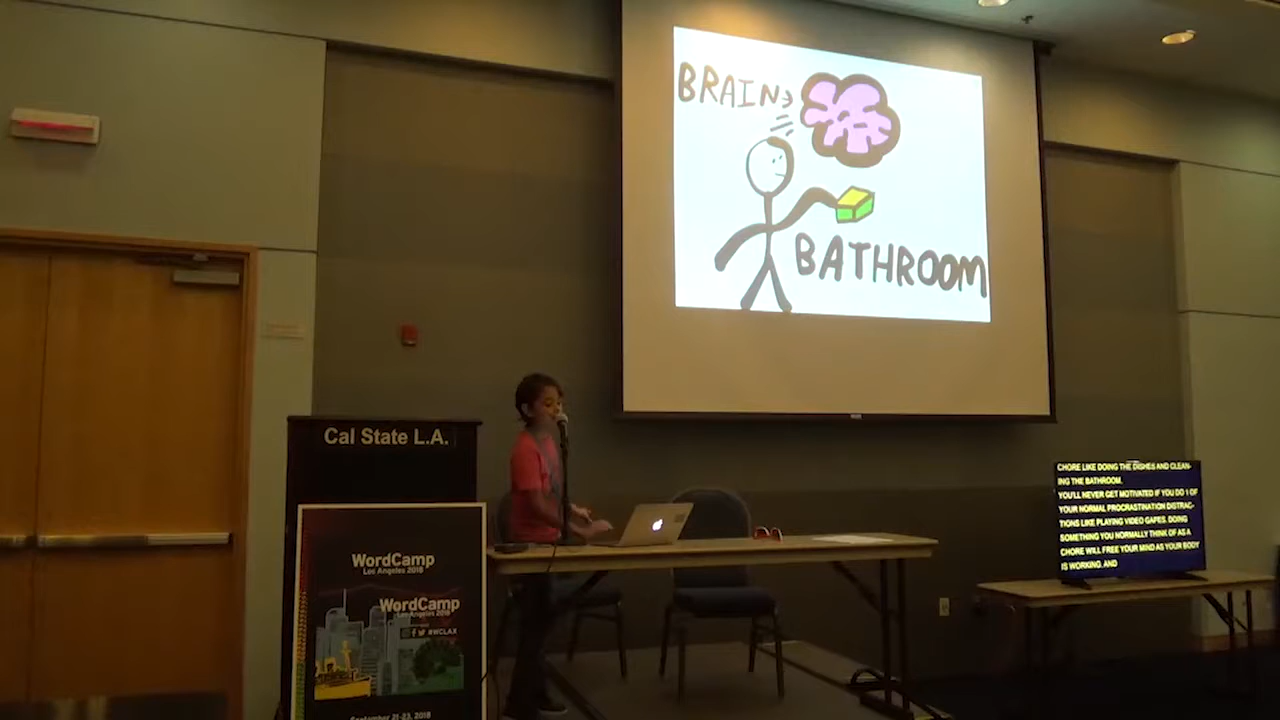 BRAIN
BATHROOM
Cal State L.A.
WordCamp
Los Angeles 2018
WordCamp
Los Angeles 2018
#WCLAX
September 21-23, 2018
CHORE LIKE DOING THE DISHES AND CLEAN-
ING THE BATHROOM.
YOU'LL NEVER GET MOTIVATED IF YOU DO 1 OF
YOUR NORMAL PROCRASTINATION DISTRAC-
TIONS LIKE PLAYING VIDEO GAPES. DOING
SOMETHING YOU NORMALLY THINK OF AS A
CHORE WILL FREE YOUR MIND AS YOUR BODY
IS WORKING. AND